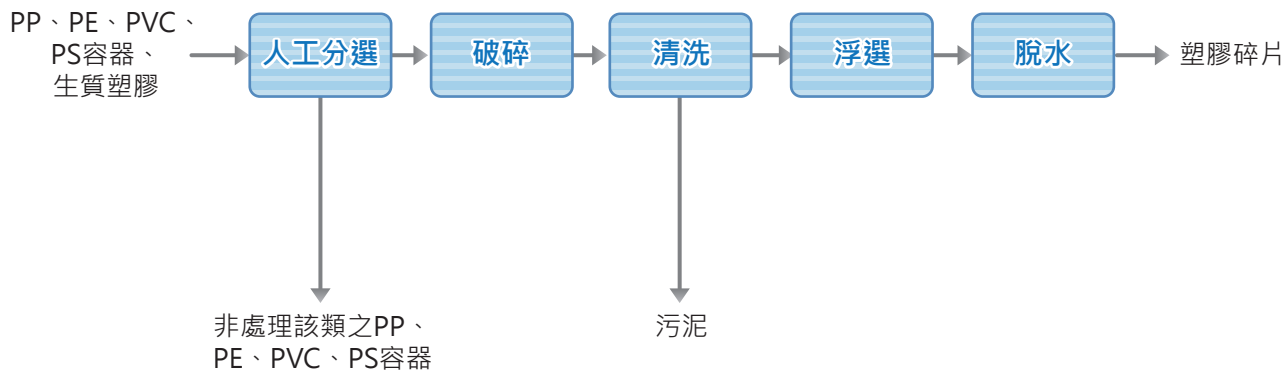 PP、PE、PVC、
PS容器、
生質塑膠
人工分選
破碎
清洗
浮選
脫水
塑膠碎片
非處理該類之PP、
PE、PVC、PS容器
污泥